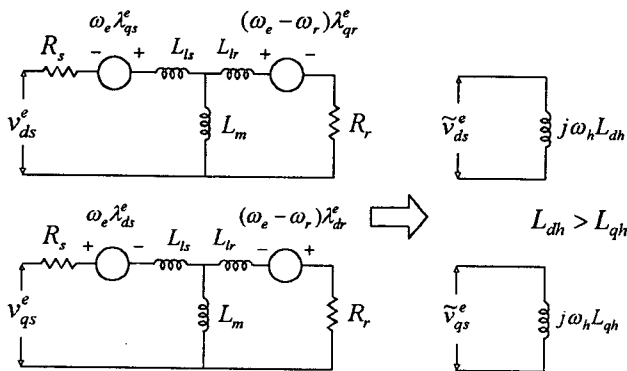 ω_e λ^e_qs
(ω_e − ω_r)λ^e_qr
R_s
−
+
L_ls
L_lr
+
−
v^e_ds
L_m
R_r
ṽ^e_ds
jω_h L_dh
ω_e λ^e_ds
(ω_e − ω_r)λ^e_dr
L_dh > L_qh
R_s
+
−
L_ls
L_lr
−
+
v^e_qs
L_m
R_r
ṽ^e_qs
jω_h L_qh